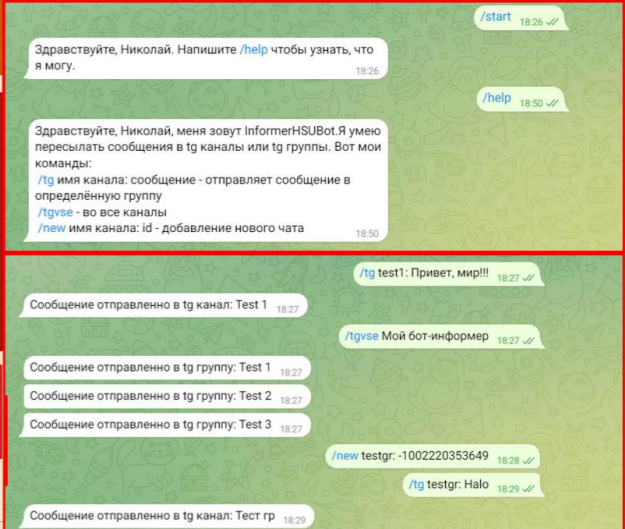 /start 18:26
Здравствуйте, Николай. Напишите /help чтобы узнать, что
я могу.
18:26
/help 18:50
Здравствуйте, Николай, меня зовут InformerHSUBot.Я умею
пересылать сообщения в tg каналы или tg группы. Вот мои
команды:
/tg имя канала: сообщение - отправляет сообщение в
определённую группу
/tgvse - во все каналы
/new имя канала: id - добавление нового чата
18:50
/tg test1: Привет, мир!!! 18:27
Сообщение отправленно в tg канал: Test 1 18:27
/tgvse Мой бот-информер 18:27
Сообщение отправленно в tg группу: Test 1 18:27
Сообщение отправленно в tg группу: Test 2 18:27
Сообщение отправленно в tg группу: Test 3 18:27
/new testgr: -1002220353649 18:28
/tg testgr: Halo 18:29
Сообщение отправленно в tg канал: Тест гр 18:29